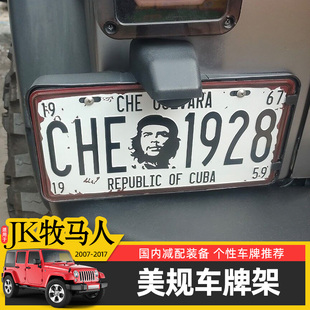 19
67
CHE GUEVARA
CHE 1928
19
59
REPUBLIC OF CUBA
JK牧马人
2007-2017
国内减配装备 个性车牌推荐
美规车牌架